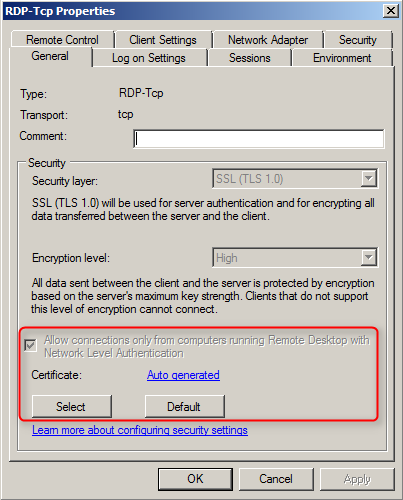 RDP-Tcp Properties
Remote Control Client Settings Network Adapter Security
General Log on Settings Sessions Environment
Type: RDP-Tcp
Transport: tcp
Comment:
Security
Security layer: SSL (TLS 1.0)
SSL (TLS 1.0) will be used for server authentication and for encrypting all
data transferred between the server and the client.
Encryption level: High
All data sent between the client and the server is protected by encryption
based on the server's maximum key strength. Clients that do not support
this level of encryption cannot connect.
Allow connections only from computers running Remote Desktop with
Network Level Authentication
Certificate: Auto generated
Select Default
Learn more about configuring security settings
OK Cancel Apply